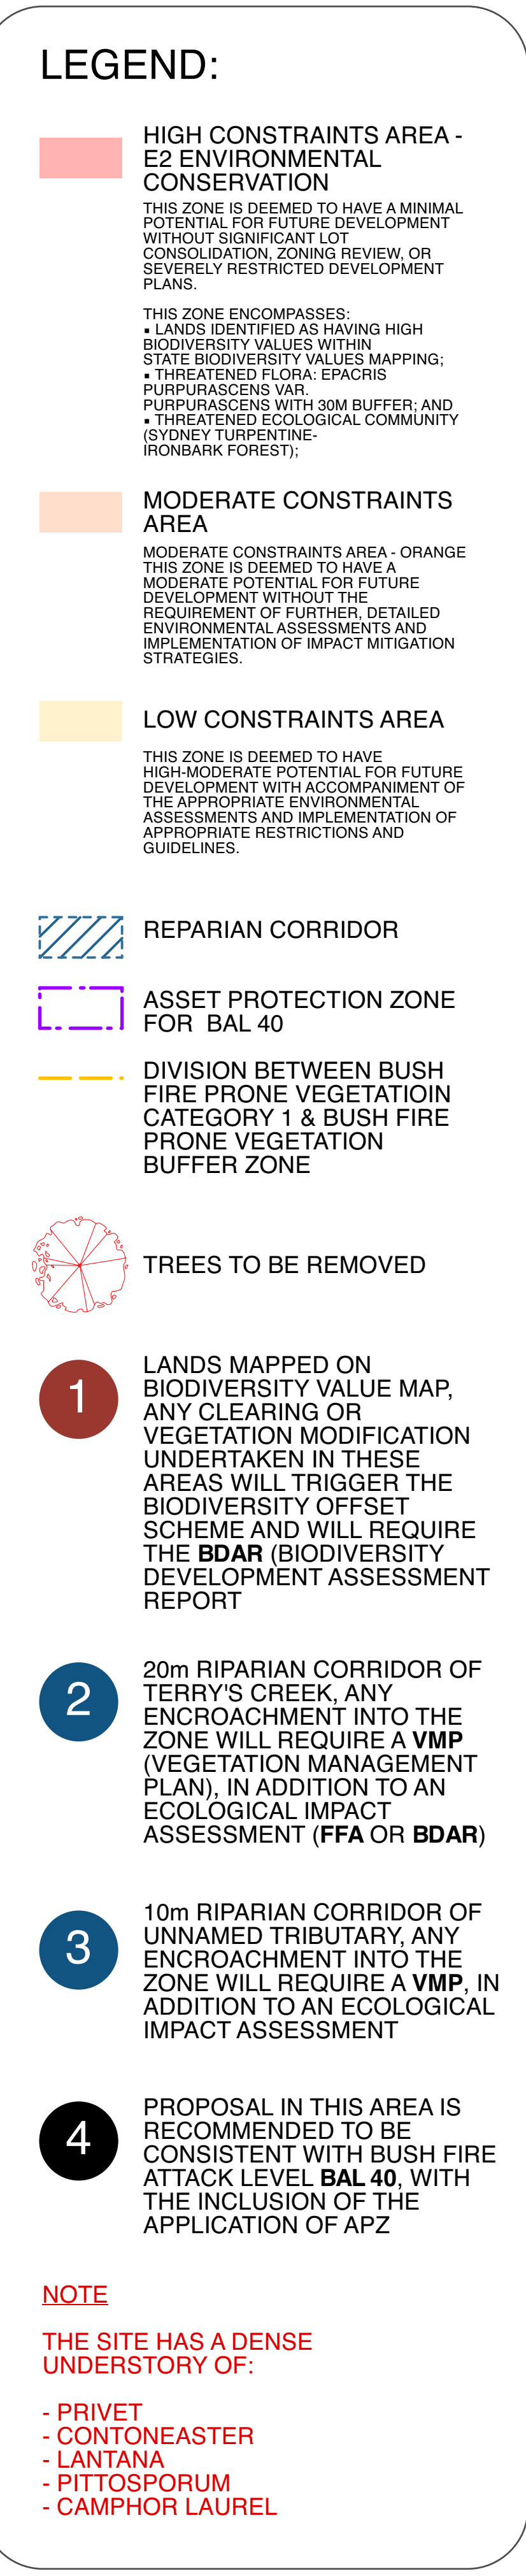 LEGEND:
HIGH CONSTRAINTS AREA -
E2 ENVIRONMENTAL
CONSERVATION
THIS ZONE IS DEEMED TO HAVE A MINIMAL
POTENTIAL FOR FUTURE DEVELOPMENT
WITHOUT SIGNIFICANT LOT
CONSOLIDATION, ZONING REVIEW, OR
SEVERELY RESTRICTED DEVELOPMENT
PLANS.
THIS ZONE ENCOMPASSES:
▪ LANDS IDENTIFIED AS HAVING HIGH
BIODIVERSITY VALUES WITHIN
STATE BIODIVERSITY VALUES MAPPING;
▪ THREATENED FLORA: EPACRIS
PURPURASCENS VAR.
PURPURASCENS WITH 30M BUFFER; AND
▪ THREATENED ECOLOGICAL COMMUNITY
(SYDNEY TURPENTINE-
IRONBARK FOREST);
MODERATE CONSTRAINTS
AREA
MODERATE CONSTRAINTS AREA - ORANGE
THIS ZONE IS DEEMED TO HAVE A
MODERATE POTENTIAL FOR FUTURE
DEVELOPMENT WITHOUT THE
REQUIREMENT OF FURTHER, DETAILED
ENVIRONMENTAL ASSESSMENTS AND
IMPLEMENTATION OF IMPACT MITIGATION
STRATEGIES.
LOW CONSTRAINTS AREA
THIS ZONE IS DEEMED TO HAVE
HIGH-MODERATE POTENTIAL FOR FUTURE
DEVELOPMENT WITH ACCOMPANIMENT OF
THE APPROPRIATE ENVIRONMENTAL
ASSESSMENTS AND IMPLEMENTATION OF
APPROPRIATE RESTRICTIONS AND
GUIDELINES.
REPARIAN CORRIDOR
ASSET PROTECTION ZONE
FOR BAL 40
DIVISION BETWEEN BUSH
FIRE PRONE VEGETATIOIN
CATEGORY 1 & BUSH FIRE
PRONE VEGETATION
BUFFER ZONE
TREES TO BE REMOVED
1
LANDS MAPPED ON
BIODIVERSITY VALUE MAP,
ANY CLEARING OR
VEGETATION MODIFICATION
UNDERTAKEN IN THESE
AREAS WILL TRIGGER THE
BIODIVERSITY OFFSET
SCHEME AND WILL REQUIRE
THE BDAR (BIODIVERSITY
DEVELOPMENT ASSESSMENT
REPORT
2
20m RIPARIAN CORRIDOR OF
TERRY'S CREEK, ANY
ENCROACHMENT INTO THE
ZONE WILL REQUIRE A VMP
(VEGETATION MANAGEMENT
PLAN), IN ADDITION TO AN
ECOLOGICAL IMPACT
ASSESSMENT (FFA OR BDAR)
3
10m RIPARIAN CORRIDOR OF
UNNAMED TRIBUTARY, ANY
ENCROACHMENT INTO THE
ZONE WILL REQUIRE A VMP, IN
ADDITION TO AN ECOLOGICAL
IMPACT ASSESSMENT
4
PROPOSAL IN THIS AREA IS
RECOMMENDED TO BE
CONSISTENT WITH BUSH FIRE
ATTACK LEVEL BAL 40, WITH
THE INCLUSION OF THE
APPLICATION OF APZ
NOTE
THE SITE HAS A DENSE
UNDERSTORY OF:
- PRIVET
- CONTONEASTER
- LANTANA
- PITTOSPORUM
- CAMPHOR LAUREL